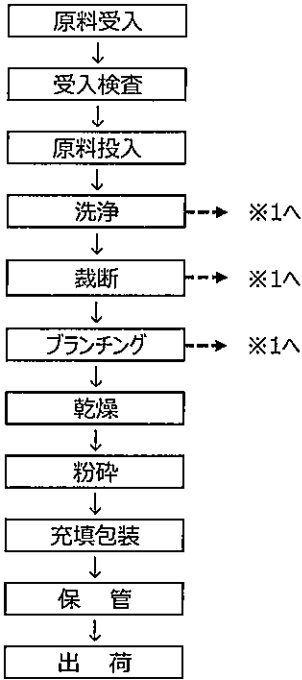 原料受入
受入検査
原料投入
洗浄 ※1へ
裁断 ※1へ
ブランチング ※1へ
乾燥
粉砕
充填包装
保　管
出　荷